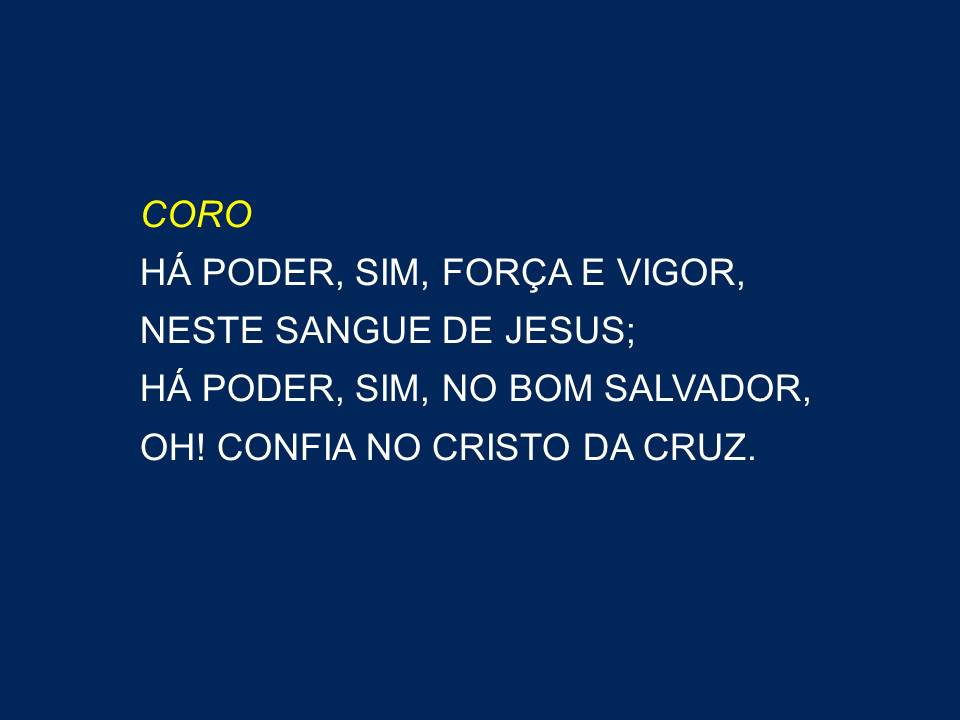 CORO
HÁ PODER, SIM, FORÇA E VIGOR,
NESTE SANGUE DE JESUS;
HÁ PODER, SIM, NO BOM SALVADOR,
OH! CONFIA NO CRISTO DA CRUZ.